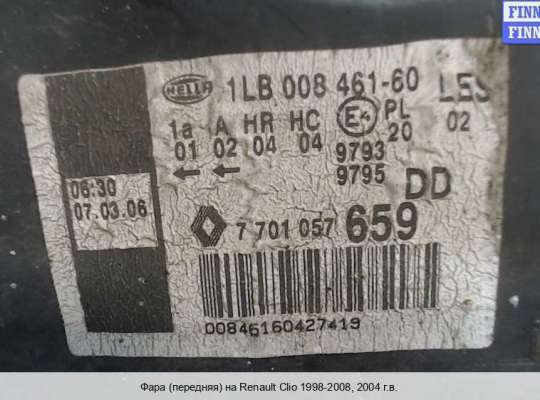 FINN
FINN
HELLA 1LB 008 461-60 LES
1a A HR HC E4 PL
01 02 04 04 20 02
9793
9795 DD
06:30
07.03.06
7 701 057 659
00846160427419
Фара (передняя) на Renault Clio 1998-2008, 2004 г.в.